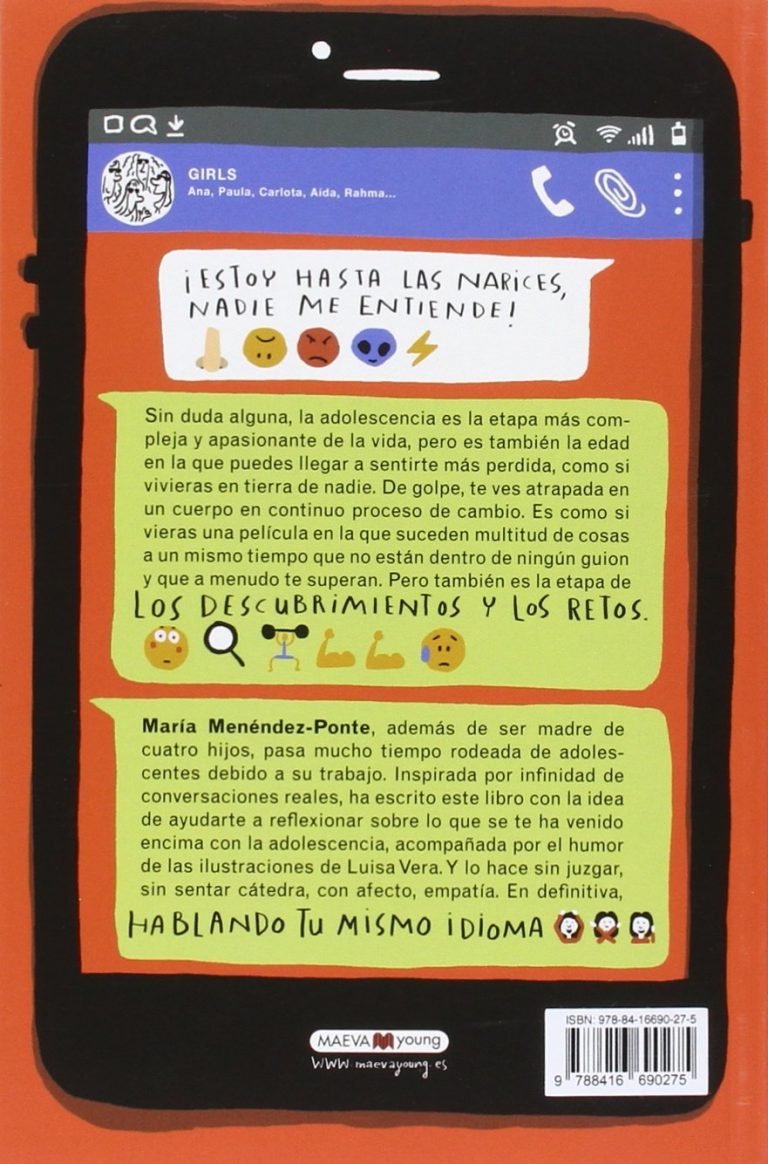 GIRLS
Ana, Paula, Carlota, Aida, Rahma...
¡ESTOY HASTA LAS NARICES,
NADIE ME ENTIENDE!
Sin duda alguna, la adolescencia es la etapa más com-
pleja y apasionante de la vida, pero es también la edad
en la que puedes llegar a sentirte más perdida, como si
vivieras en tierra de nadie. De golpe, te ves atrapada en
un cuerpo en continuo proceso de cambio. Es como si
vieras una película en la que suceden multitud de cosas
a un mismo tiempo que no están dentro de ningún guion
y que a menudo te superan. Pero también es la etapa de
LOS DESCUBRIMIENTOS Y LOS RETOS.
María Menéndez-Ponte, además de ser madre de
cuatro hijos, pasa mucho tiempo rodeada de adoles-
centes debido a su trabajo. Inspirada por infinidad de
conversaciones reales, ha escrito este libro con la idea
de ayudarte a reflexionar sobre lo que se te ha venido
encima con la adolescencia, acompañada por el humor
de las ilustraciones de Luisa Vera. Y lo hace sin juzgar,
sin sentar cátedra, con afecto, empatía. En definitiva,
HABLANDO TU MISMO IDIOMA
MAEVA young
WWW.maevayoung.es
ISBN: 978-84-16690-27-5
9 788416 690275